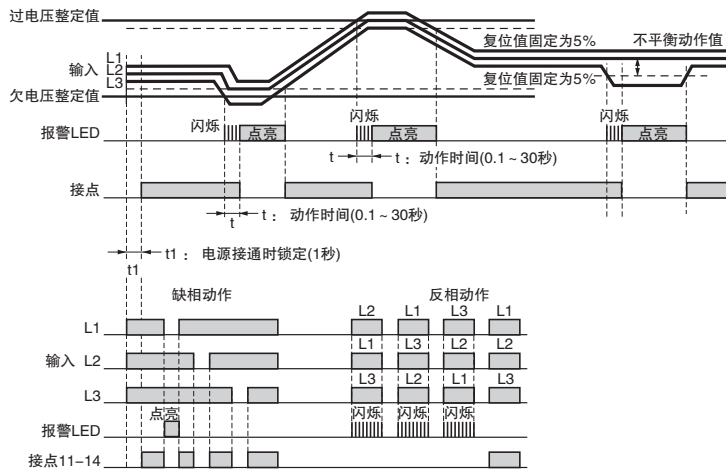 过电压整定值
复位值固定为5%
不平衡动作值
L1
输入 L2
L3
复位值固定为5%
欠电压整定值
闪烁
闪烁
闪烁
报警LED
点亮
点亮
点亮
t
t：动作时间(0.1～30秒)
接点
t
t：动作时间(0.1～30秒)
t1：电源接通时锁定(1秒)
t1
缺相动作
反相动作
L2
L1
L3
L1
L1
L1
L3
L2
L2
输入 L2
L3
L2
L1
L3
L3
点亮
闪烁
闪烁
闪烁
报警LED
接点11-14